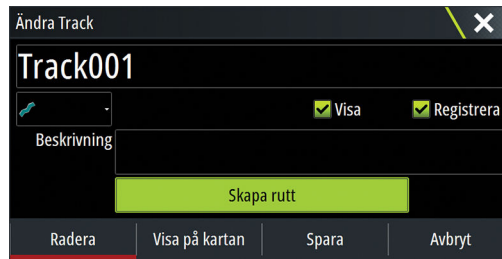 Ändra Track
Track001
Visa
Registrera
Beskrivning
Skapa rutt
Radera
Visa på kartan
Spara
Avbryt